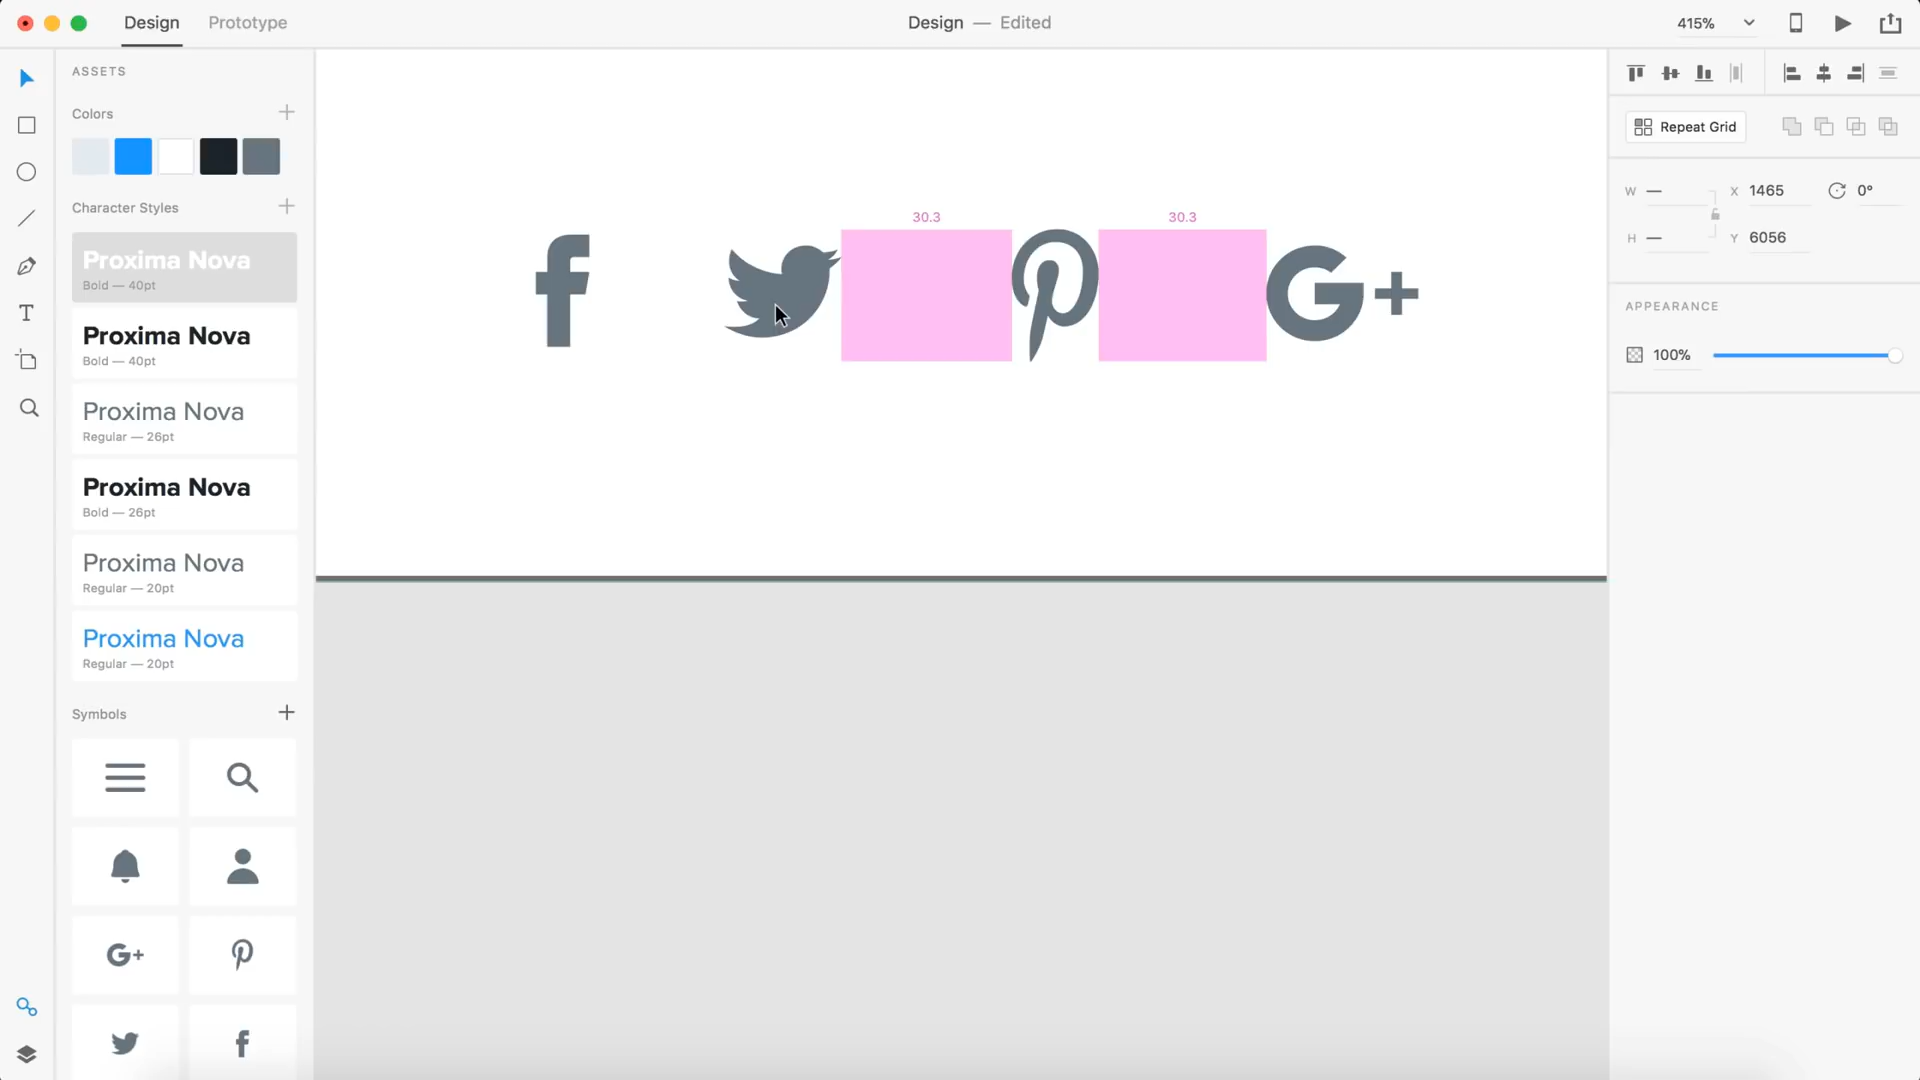 Design
Prototype
Design — Edited
415%
ASSETS
Colors
Character Styles
Proxima Nova
Bold — 40pt
Proxima Nova
Bold — 40pt
Proxima Nova
Regular — 26pt
Proxima Nova
Bold — 26pt
Proxima Nova
Regular — 20pt
Proxima Nova
Regular — 20pt
Symbols
G+
30.3
30.3
G+
Repeat Grid
W —
X 1465
0°
H —
Y 6056
APPEARANCE
100%